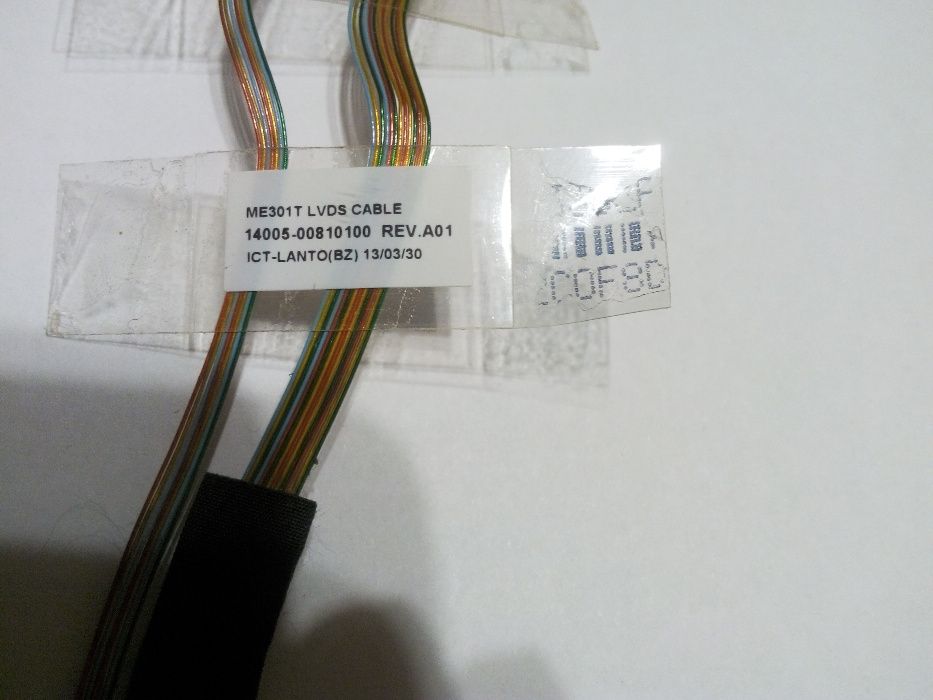 ME301T LVDS CABLE
14005-00810100 REV.A01
ICT-LANTO(BZ) 13/03/30